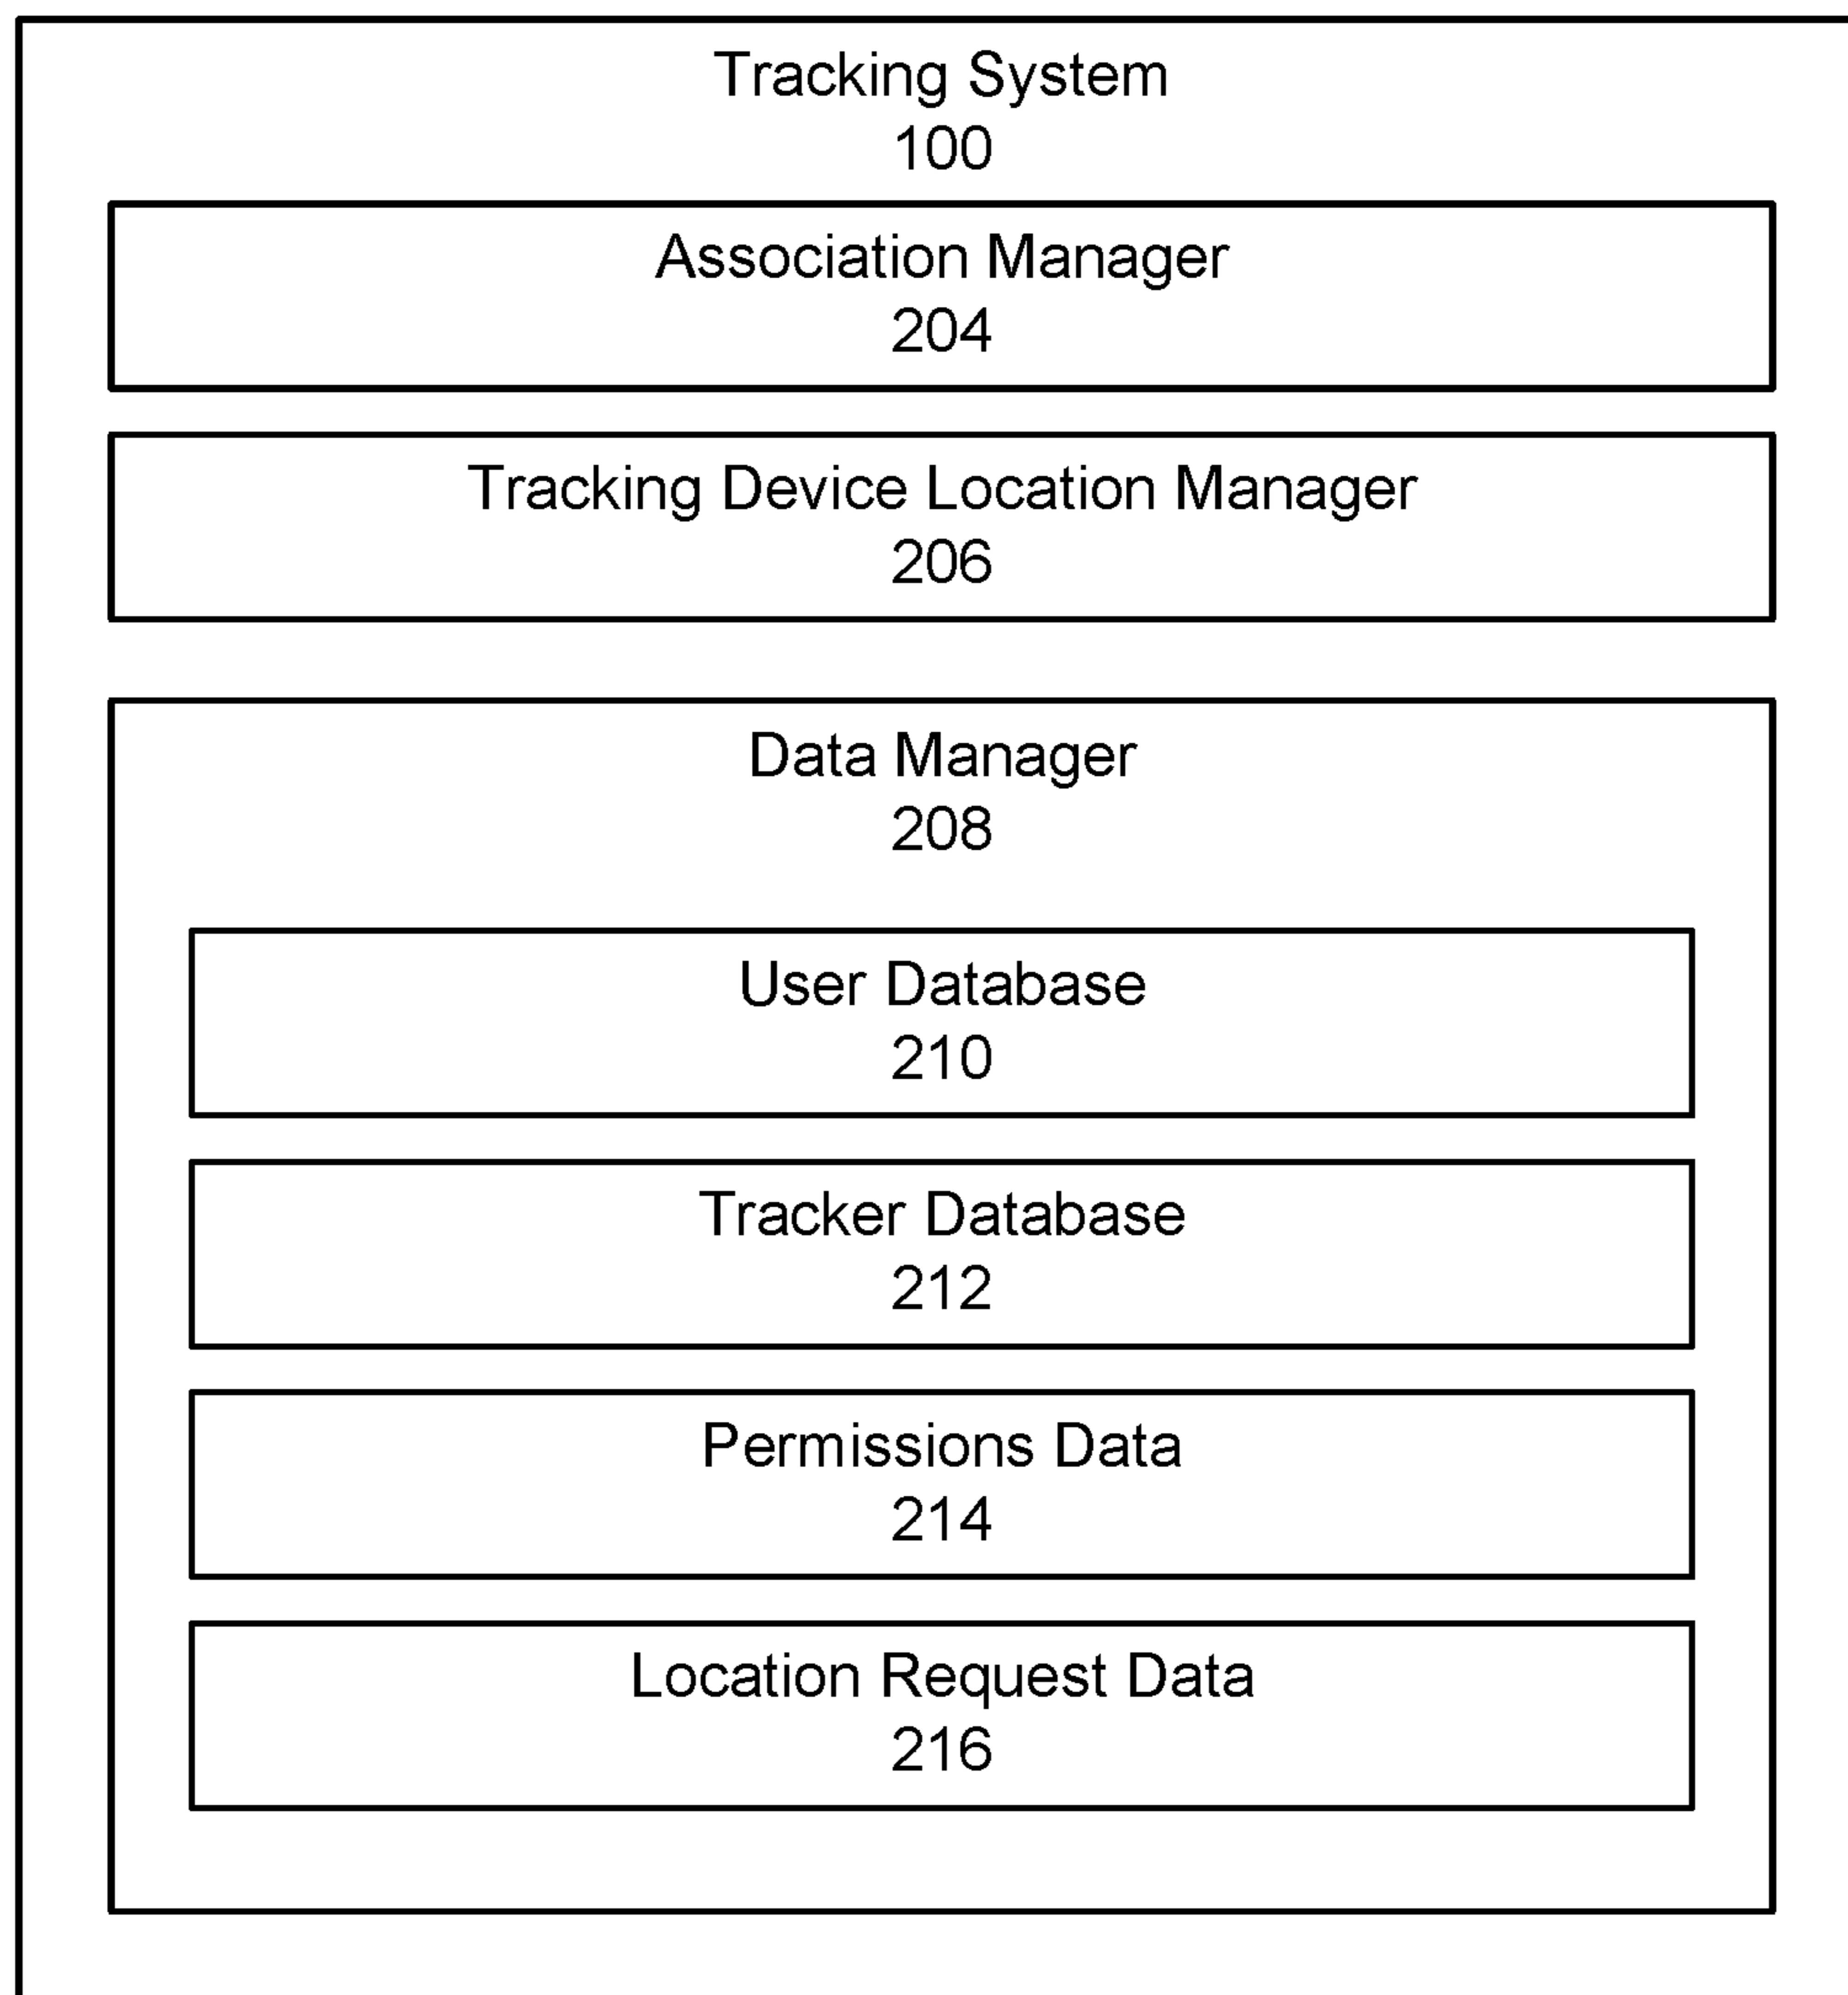 Tracking System
100
Association Manager
204
Tracking Device Location Manager
206
Data Manager
208
User Database
210
Tracker Database
212
Permissions Data
214
Location Request Data
216